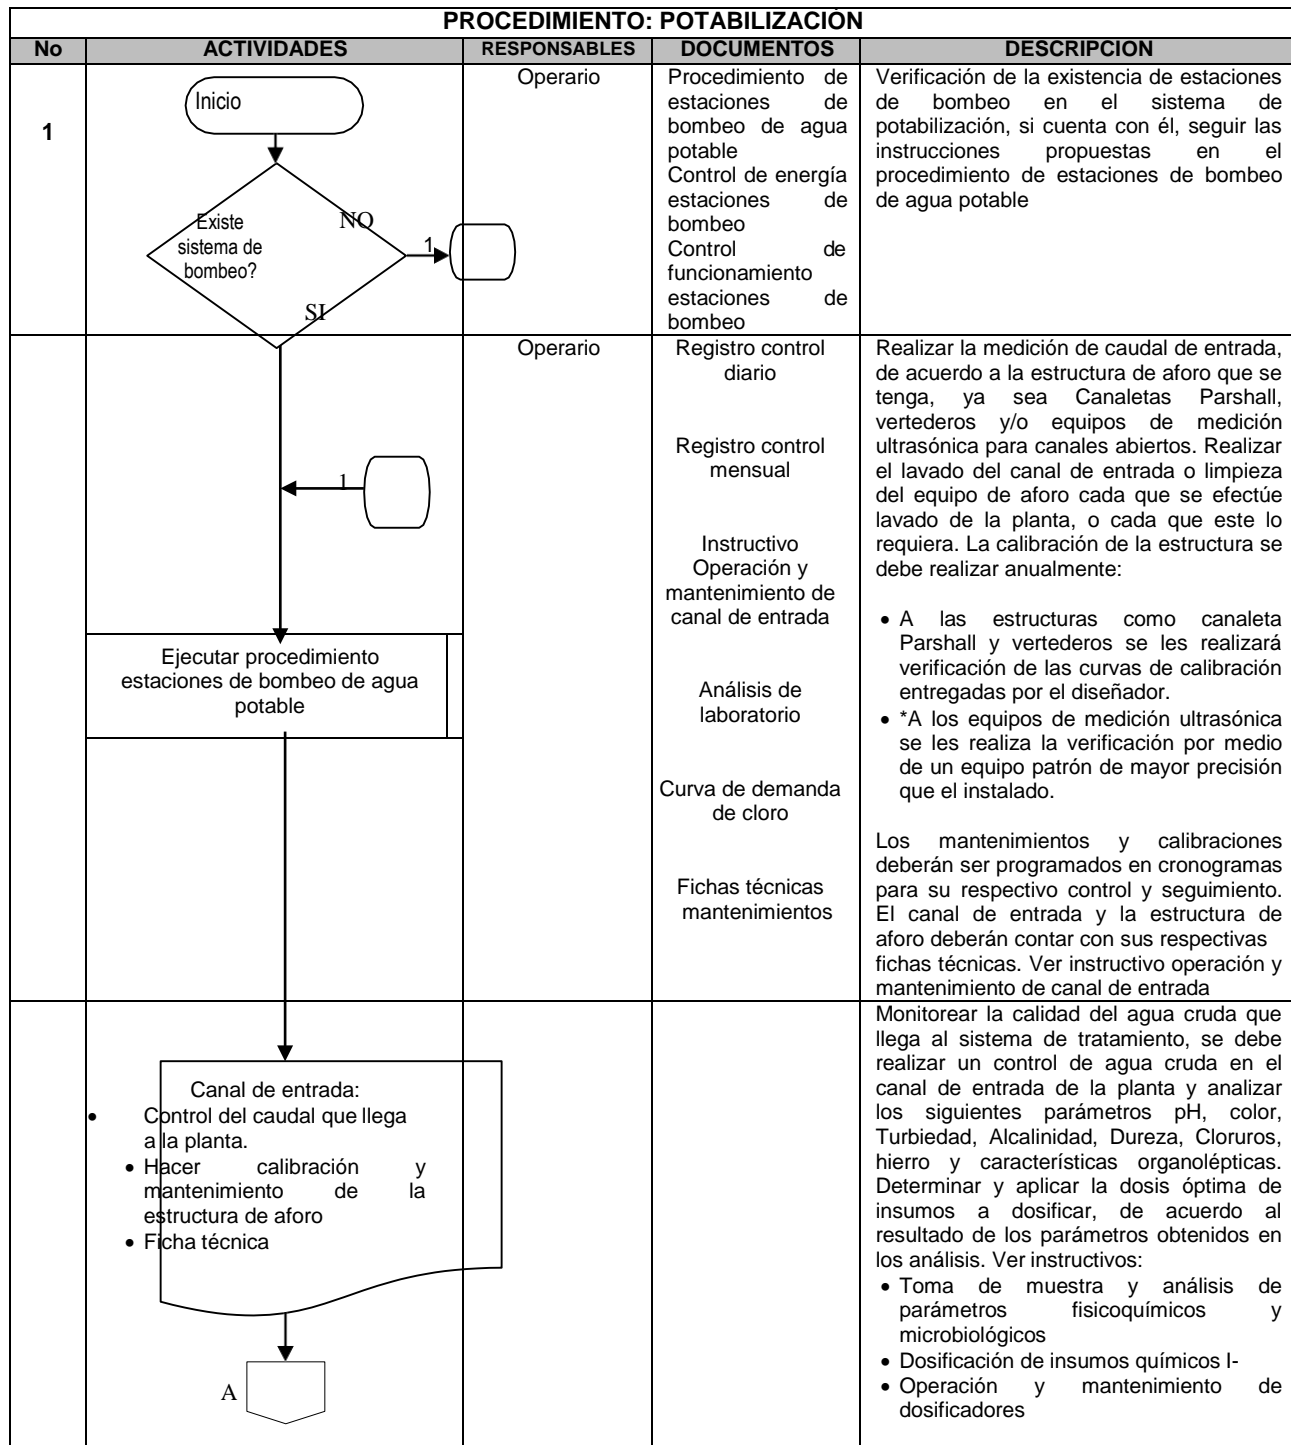 PROCEDIMIENTO: POTABILIZACIÓN
No ACTIVIDADES RESPONSABLES DOCUMENTOS DESCRIPCION
1
Inicio
Existe
sistema de
bombeo?
NO
1
SI
Operario
Procedimiento de
estaciones de
bombeo de agua
potable
Control de energía
estaciones de
bombeo
Control de
funcionamiento
estaciones de
bombeo
Verificación de la existencia de estaciones
de bombeo en el sistema de
potabilización, si cuenta con él, seguir las
instrucciones propuestas en el
procedimiento de estaciones de bombeo
de agua potable
1
Ejecutar procedimiento
estaciones de bombeo de agua
potable
Operario
Registro control
diario
Registro control
mensual
Instructivo
Operación y
mantenimiento de
canal de entrada
Análisis de
laboratorio
Curva de demanda
de cloro
Fichas técnicas
mantenimientos
Realizar la medición de caudal de entrada,
de acuerdo a la estructura de aforo que se
tenga, ya sea Canaletas Parshall,
vertederos y/o equipos de medición
ultrasónica para canales abiertos. Realizar
el lavado del canal de entrada o limpieza
del equipo de aforo cada que se efectúe
lavado de la planta, o cada que este lo
requiera. La calibración de la estructura se
debe realizar anualmente:
• A las estructuras como canaleta
Parshall y vertederos se les realizará
verificación de las curvas de calibración
entregadas por el diseñador.
• *A los equipos de medición ultrasónica
se les realiza la verificación por medio
de un equipo patrón de mayor precisión
que el instalado.
Los mantenimientos y calibraciones
deberán ser programados en cronogramas
para su respectivo control y seguimiento.
El canal de entrada y la estructura de
aforo deberán contar con sus respectivas
fichas técnicas. Ver instructivo operación y
mantenimiento de canal de entrada
Canal de entrada:
• Control del caudal que llega
a la planta.
• Hacer calibración y
mantenimiento de la
estructura de aforo
• Ficha técnica
A
Monitorear la calidad del agua cruda que
llega al sistema de tratamiento, se debe
realizar un control de agua cruda en el
canal de entrada de la planta y analizar
los siguientes parámetros pH, color,
Turbiedad, Alcalinidad, Dureza, Cloruros,
hierro y características organolépticas.
Determinar y aplicar la dosis óptima de
insumos a dosificar, de acuerdo al
resultado de los parámetros obtenidos en
los análisis. Ver instructivos:
• Toma de muestra y análisis de
parámetros fisicoquímicos y
microbiológicos
• Dosificación de insumos químicos I-
• Operación y mantenimiento de
dosificadores